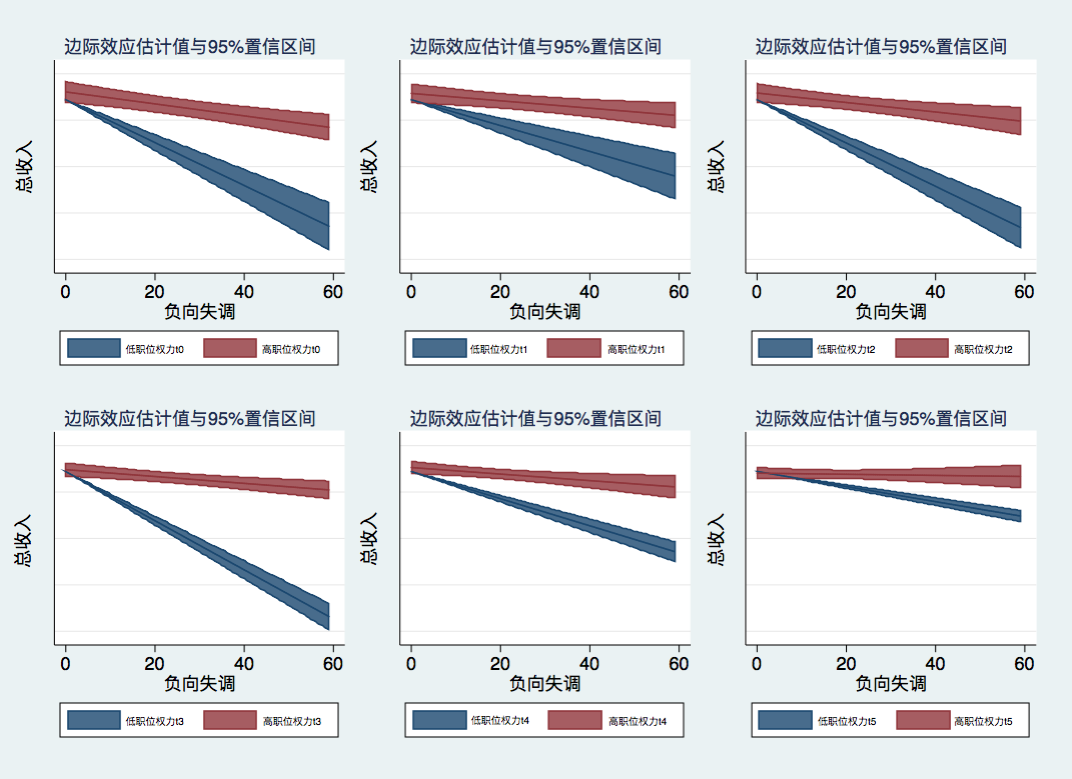 边际效应估计值与95%置信区间
总收入
0 20 40 60
负向失调
低职位权力t0 高职位权力t0
边际效应估计值与95%置信区间
总收入
0 20 40 60
负向失调
低职位权力t1 高职位权力t1
边际效应估计值与95%置信区间
总收入
0 20 40 60
负向失调
低职位权力t2 高职位权力t2
边际效应估计值与95%置信区间
总收入
0 20 40 60
负向失调
低职位权力t3 高职位权力t3
边际效应估计值与95%置信区间
总收入
0 20 40 60
负向失调
低职位权力t4 高职位权力t4
边际效应估计值与95%置信区间
总收入
0 20 40 60
负向失调
低职位权力t5 高职位权力t5